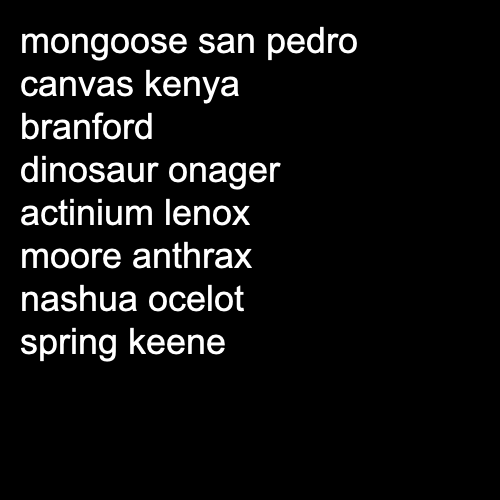 mongoose san pedro
canvas kenya
branford
dinosaur onager
actinium lenox
moore anthrax
nashua ocelot
spring keene